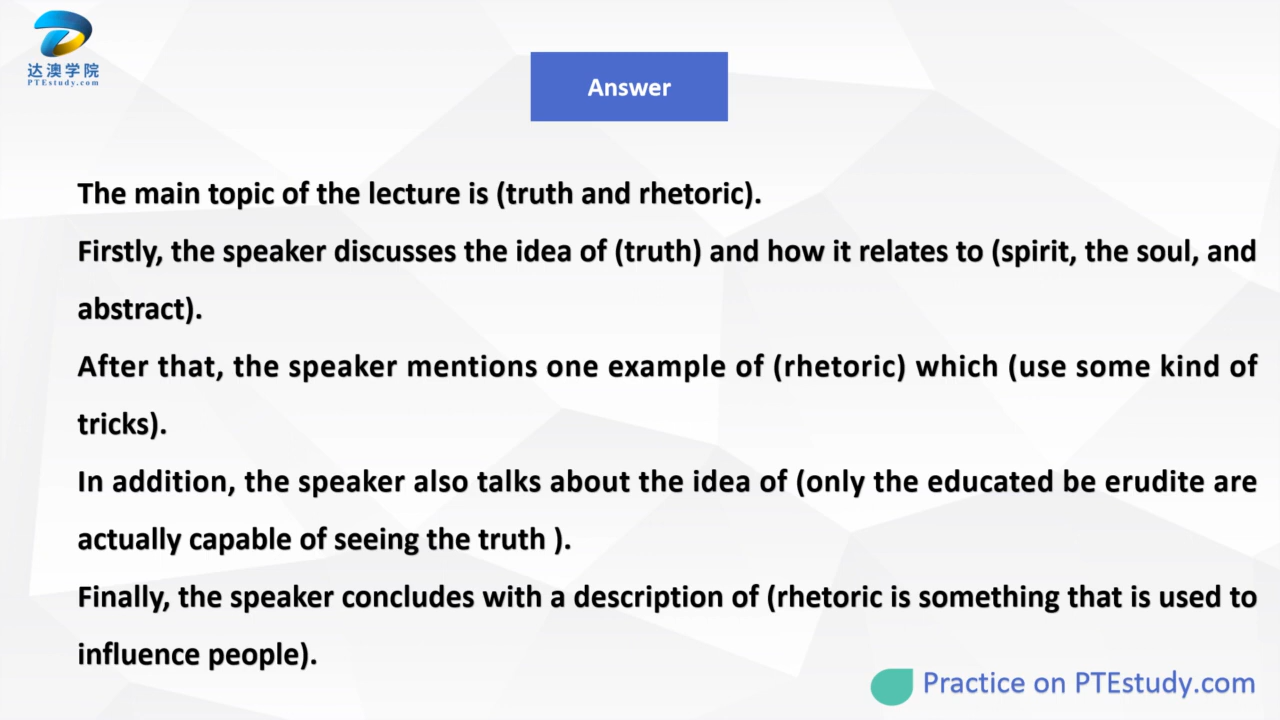 达澳学院
PTEstudy.com
Answer
The main topic of the lecture is (truth and rhetoric).
Firstly, the speaker discusses the idea of (truth) and how it relates to (spirit, the soul, and
abstract).
After that, the speaker mentions one example of (rhetoric) which (use some kind of
tricks).
In addition, the speaker also talks about the idea of (only the educated be erudite are
actually capable of seeing the truth ).
Finally, the speaker concludes with a description of (rhetoric is something that is used to
influence people).
Practice on PTEstudy.com